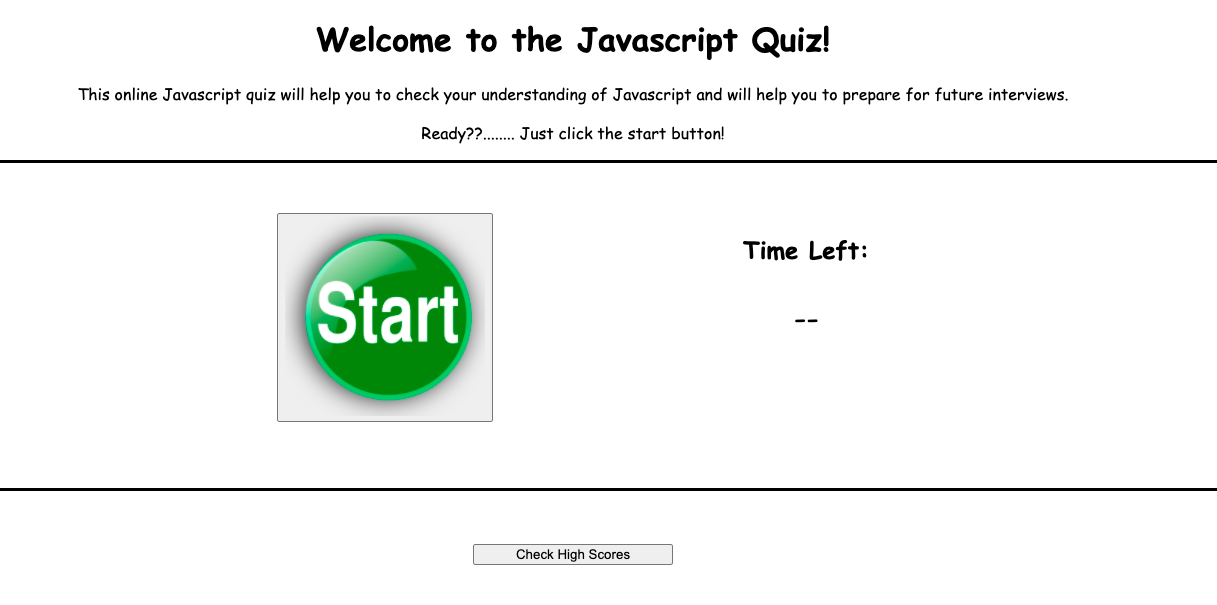 Welcome to the Javascript Quiz!
This online Javascript quiz will help you to check your understanding of Javascript and will help you to prepare for future interviews.
Ready??........ Just click the start button!
Start
Time Left:
--
Check High Scores